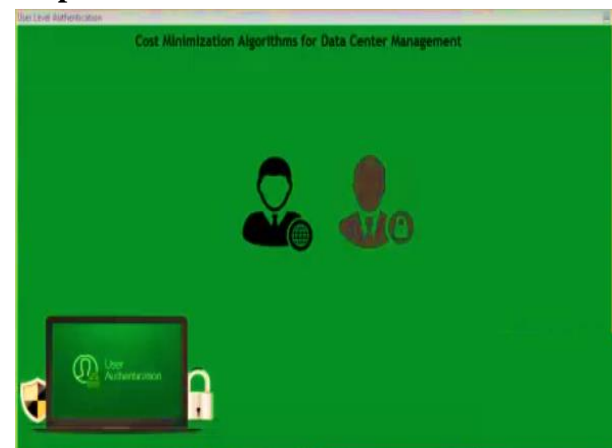 User Level Authentication
Cost Minimization Algorithms for Data Center Management
User
Authentication